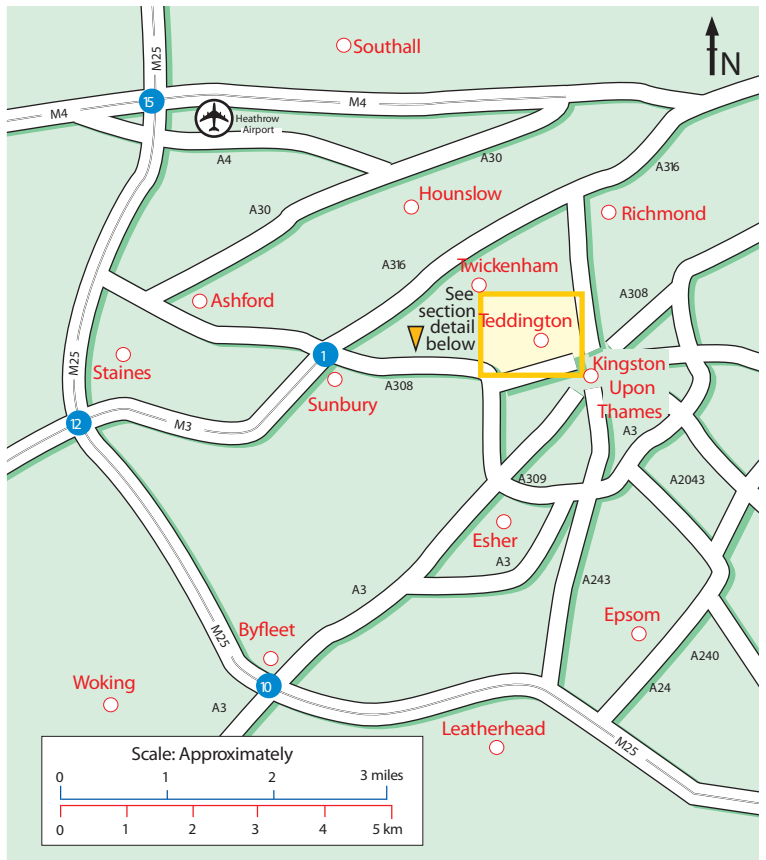 Southall
N
M25
15
M4
M4
Heathrow
Airport
A4
A30
A30
A316
Hounslow
Richmond
A316
Twickenham
See
section
detail
below
A308
Ashford
Teddington
1
Staines
M25
Sunbury
A308
Kingston
Upon
Thames
12
M3
A3
A309
A2043
Esher
A3
A3
A243
Epsom
Byfleet
M25
A240
10
Woking
A3
A24
Leatherhead
M25
Scale: Approximately
0 1 2 3 miles
0 1 2 3 4 5 km